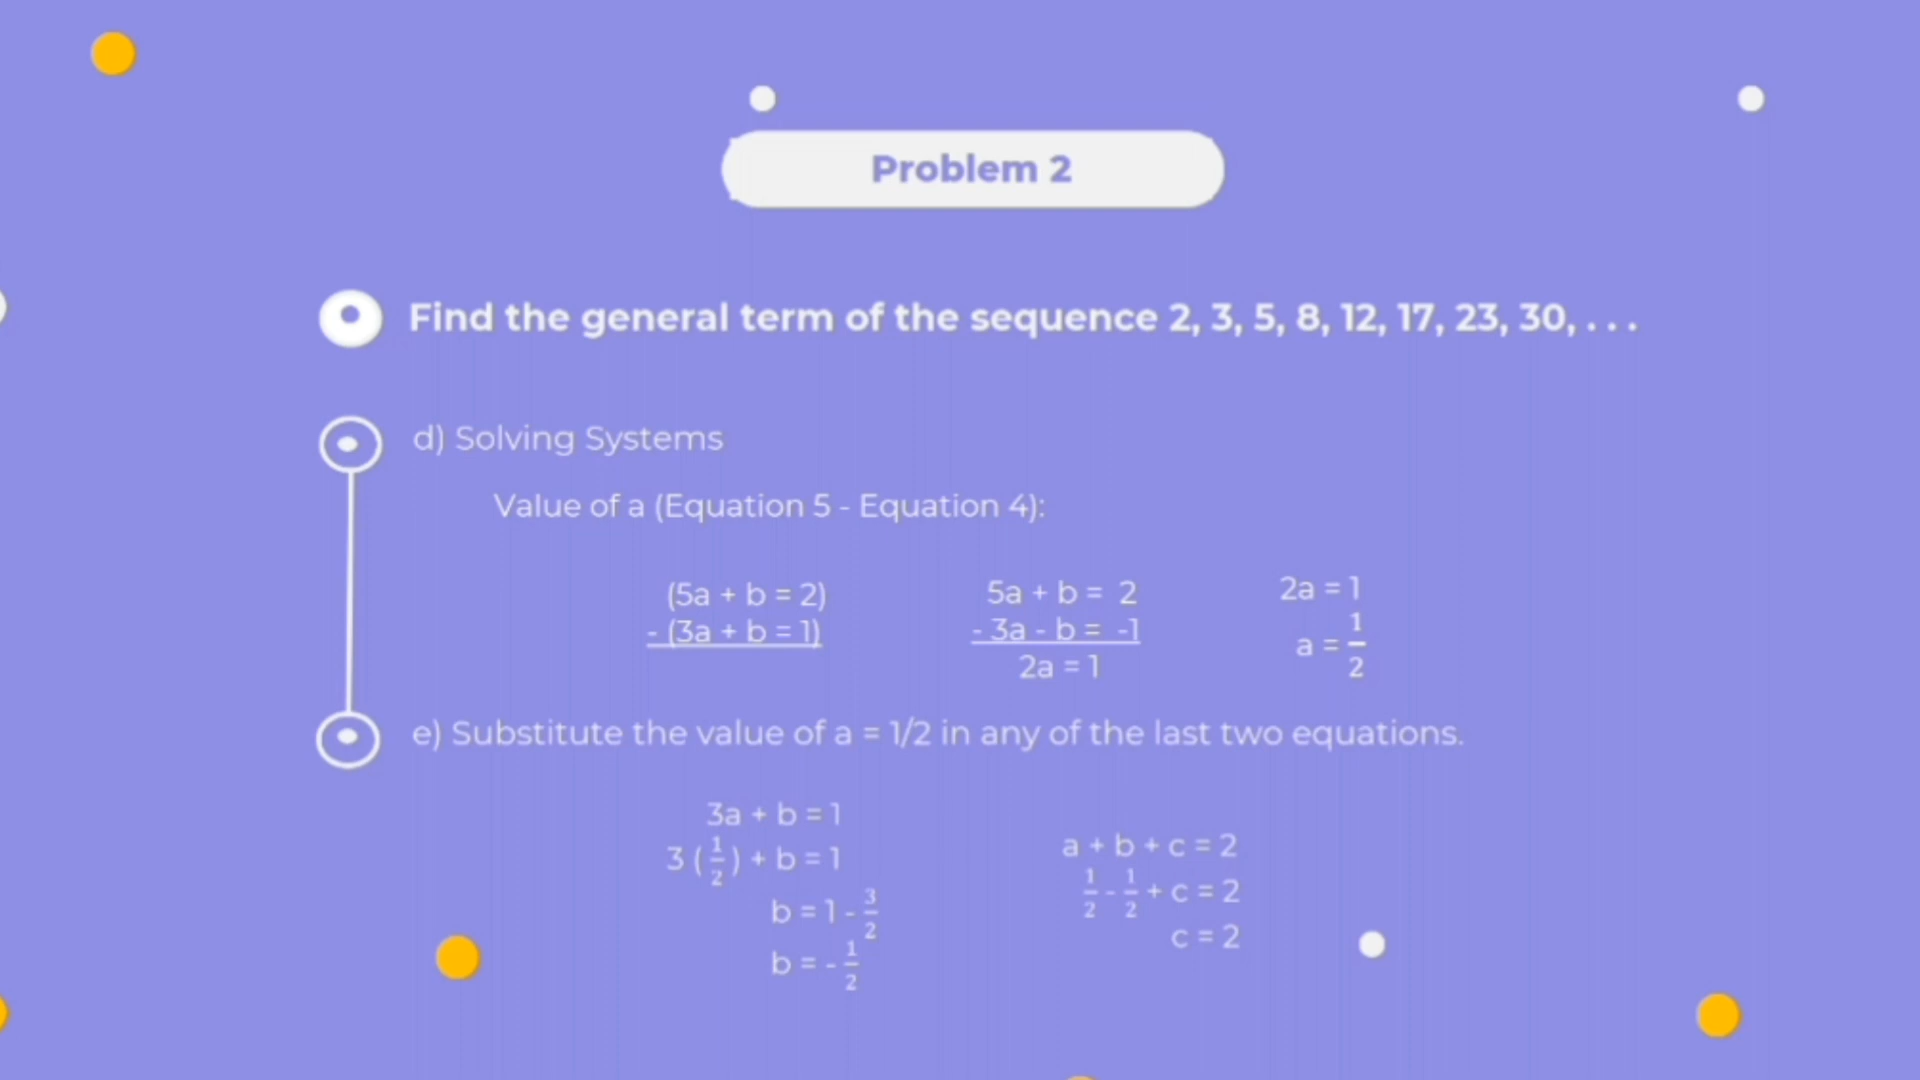 Problem 2
Find the general term of the sequence 2, 3, 5, 8, 12, 17, 23, 30, . . .
d) Solving Systems
Value of a (Equation 5 - Equation 4):
(5a + b = 2)
- (3a + b = 1)
5a + b = 2
- 3a - b = -1
2a = 1
2a = 1
a = 1/2
e) Substitute the value of a = 1/2 in any of the last two equations.
3a + b = 1
3 (1/2) + b = 1
b = 1 - 3/2
b = - 1/2
a + b + c = 2
1/2 - 1/2 + c = 2
c = 2